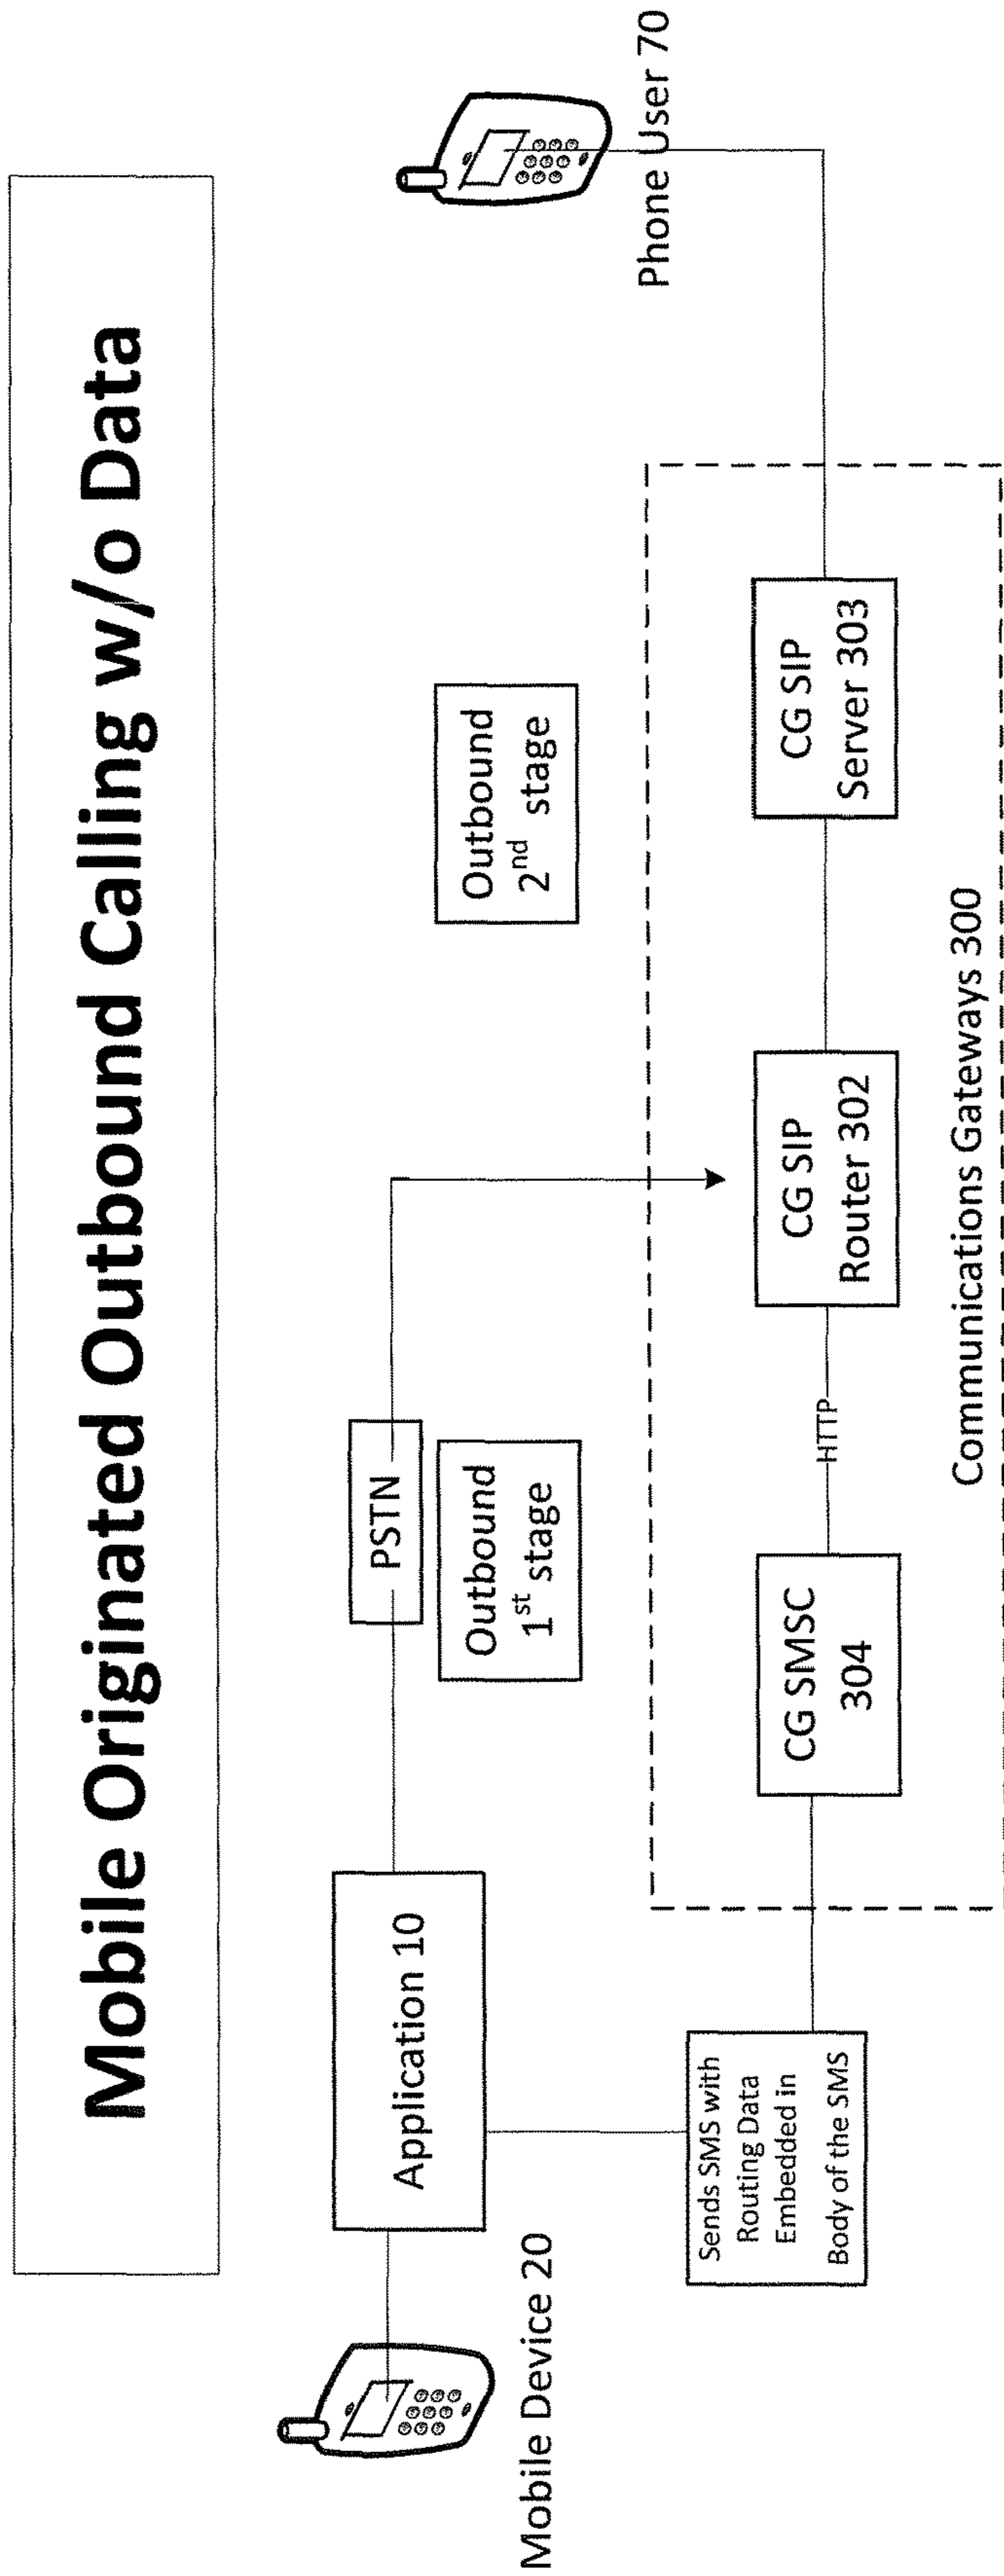 Mobile Originated Outbound Calling w/o Data
Mobile Device 20
Application 10
PSTN
Outbound
1st stage
Outbound
2nd stage
Phone User 70
Sends SMS with
Routing Data
Embedded in
Body of the SMS
CG SMSC
304
HTTP
CG SIP
Router 302
CG SIP
Server 303
Communications Gateways 300